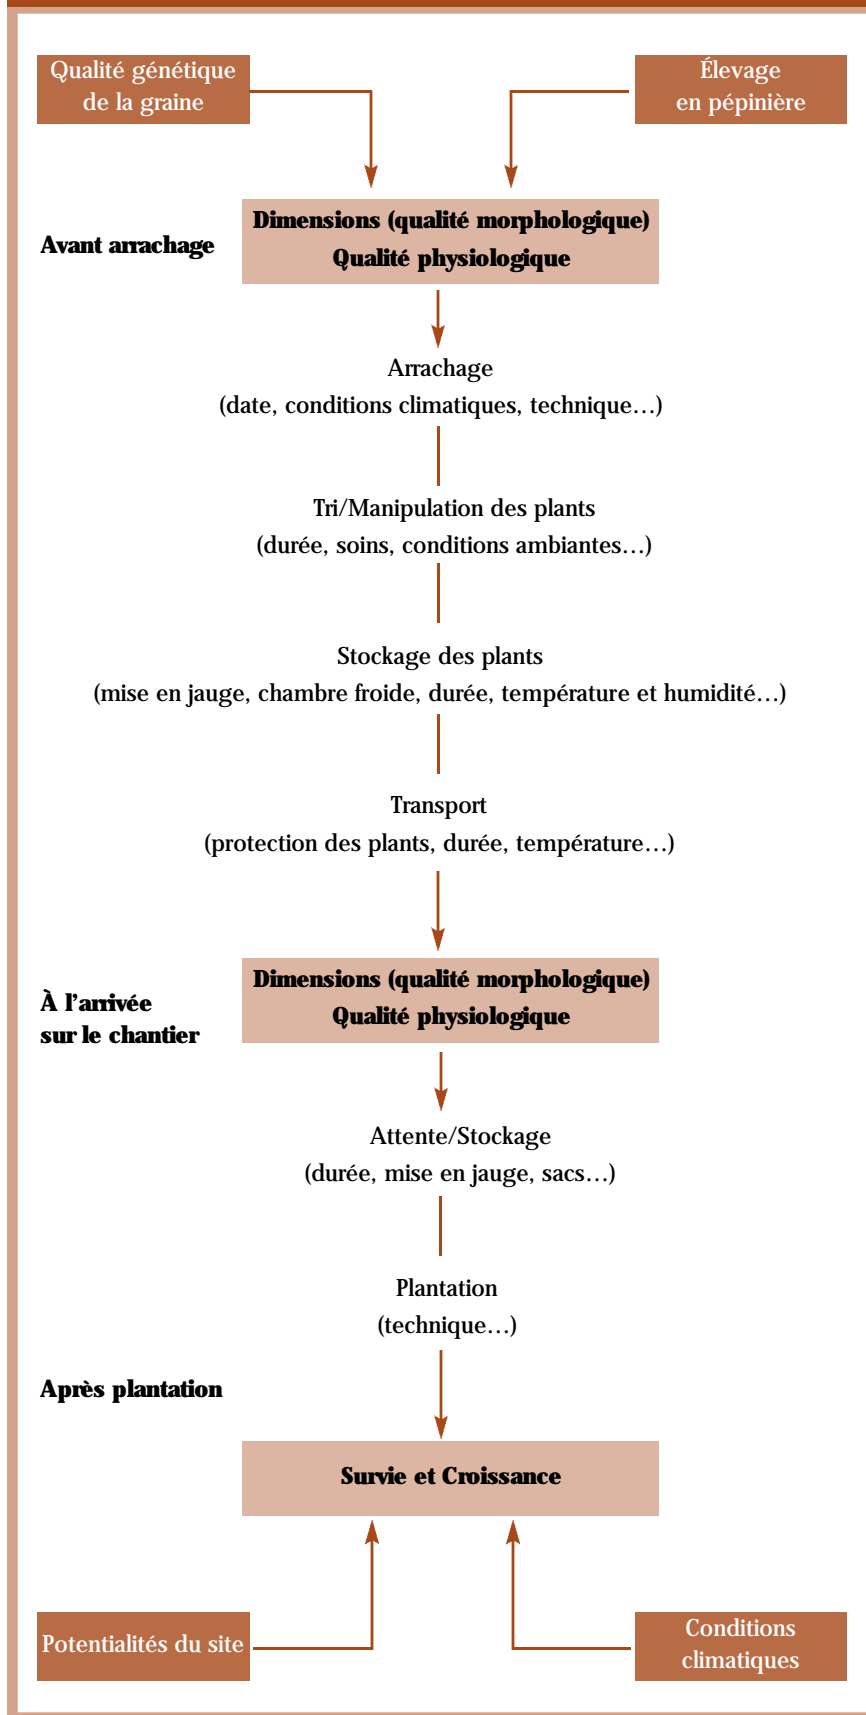 Qualité génétique
de la graine
Élevage
en pépinière
Avant arrachage
Dimensions (qualité morphologique)
Qualité physiologique
Arrachage
(date, conditions climatiques, technique…)
Tri/Manipulation des plants
(durée, soins, conditions ambiantes…)
Stockage des plants
(mise en jauge, chambre froide, durée, température et humidité…)
Transport
(protection des plants, durée, température…)
À l’arrivée
sur le chantier
Dimensions (qualité morphologique)
Qualité physiologique
Attente/Stockage
(durée, mise en jauge, sacs…)
Plantation
(technique…)
Après plantation
Survie et Croissance
Potentialités du site
Conditions
climatiques